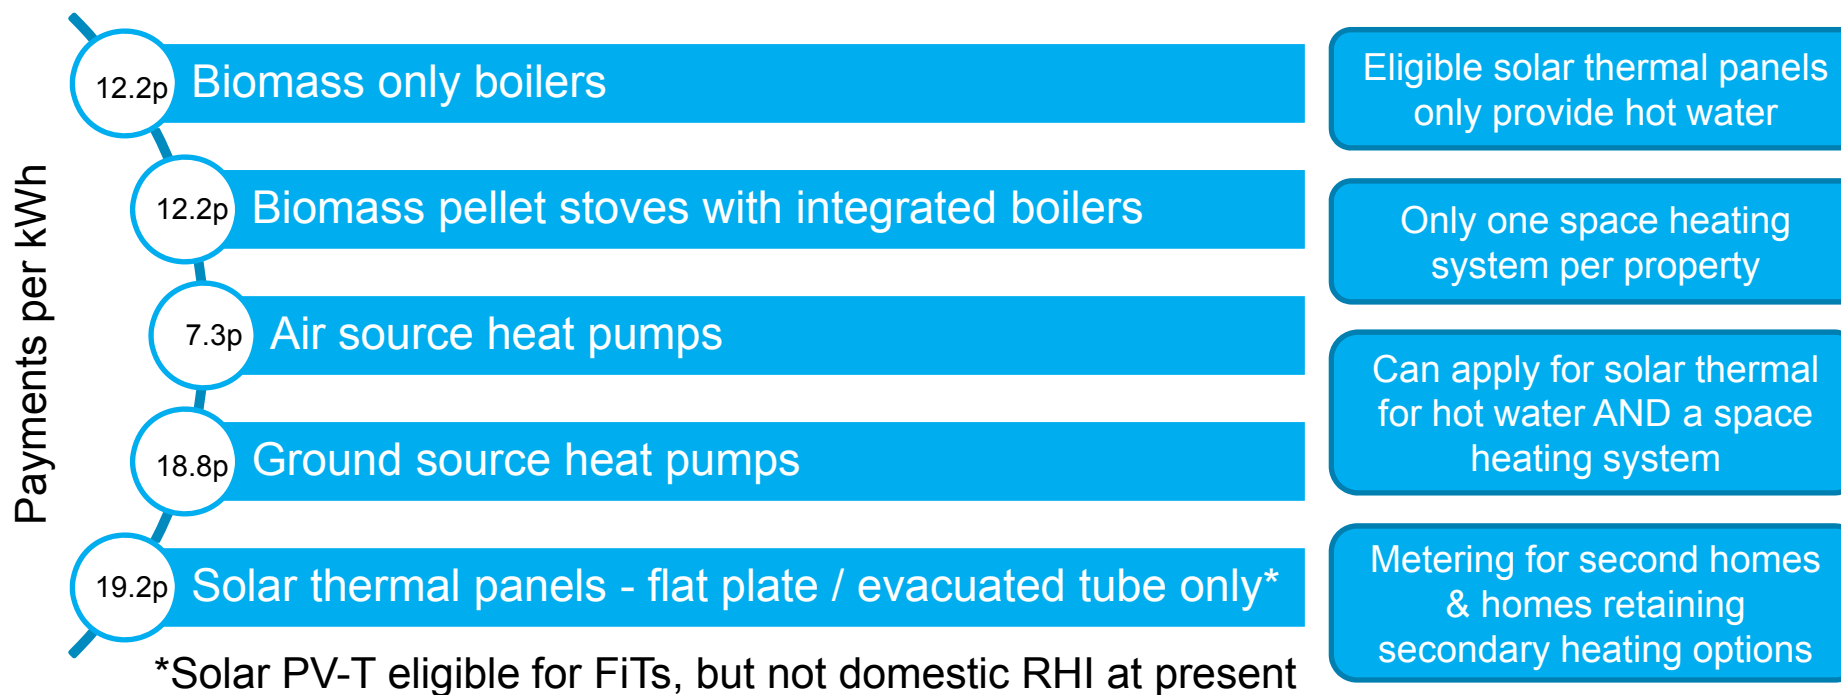 Payments per kWh
12.2p
Biomass only boilers
12.2p
Biomass pellet stoves with integrated boilers
7.3p
Air source heat pumps
18.8p
Ground source heat pumps
19.2p
Solar thermal panels - flat plate / evacuated tube only*
*Solar PV-T eligible for FiTs, but not domestic RHI at present
Eligible solar thermal panels
only provide hot water
Only one space heating
system per property
Can apply for solar thermal
for hot water AND a space
heating system
Metering for second homes
& homes retaining
secondary heating options